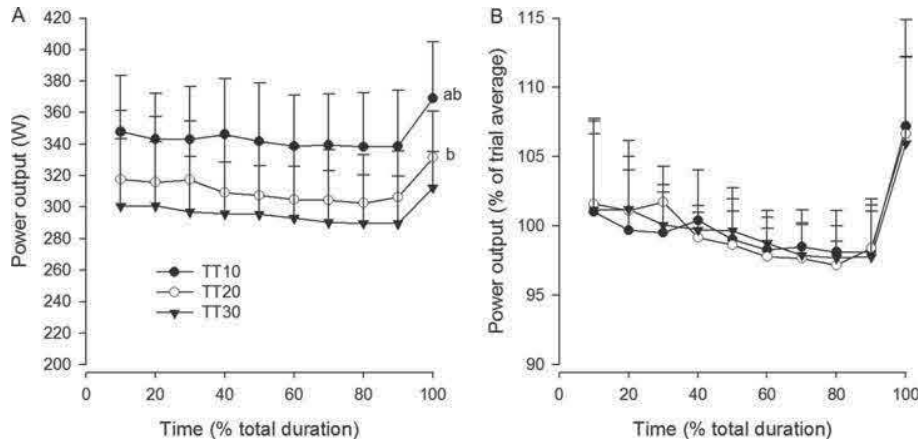 A
420
400
380
360
340
320
300
280
260
240
220
200
Power output (W)
ab
b
TT10
TT20
TT30
0 20 40 60 80 100
Time (% total duration)
B
115
110
105
100
95
90
Power output (% of trial average)
0 20 40 60 80 100
Time (% total duration)